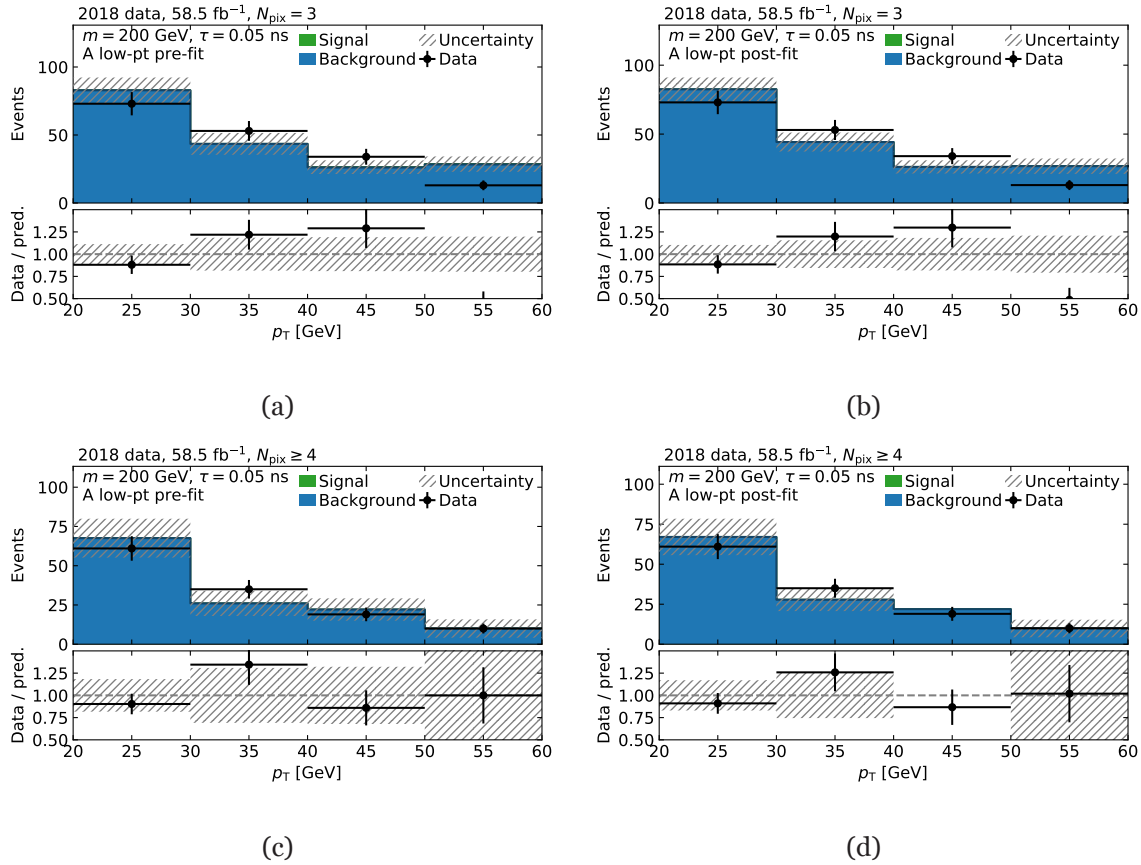 2018 data, 58.5 fb⁻¹, N_pix = 3
m = 200 GeV, τ = 0.05 ns
A low-pt pre-fit
Signal
Background
Uncertainty
Data
Events
100
50
0
Data / pred.
1.25
1.00
0.75
0.50
20 25 30 35 40 45 50 55 60
p_T [GeV]
(a)
2018 data, 58.5 fb⁻¹, N_pix = 3
m = 200 GeV, τ = 0.05 ns
A low-pt post-fit
Signal
Background
Uncertainty
Data
Events
100
50
0
Data / pred.
1.25
1.00
0.75
0.50
20 25 30 35 40 45 50 55 60
p_T [GeV]
(b)
2018 data, 58.5 fb⁻¹, N_pix ≥ 4
m = 200 GeV, τ = 0.05 ns
A low-pt pre-fit
Signal
Background
Uncertainty
Data
Events
100
75
50
25
0
Data / pred.
1.25
1.00
0.75
0.50
20 25 30 35 40 45 50 55 60
p_T [GeV]
(c)
2018 data, 58.5 fb⁻¹, N_pix ≥ 4
m = 200 GeV, τ = 0.05 ns
A low-pt post-fit
Signal
Background
Uncertainty
Data
Events
100
75
50
25
0
Data / pred.
1.25
1.00
0.75
0.50
20 25 30 35 40 45 50 55 60
p_T [GeV]
(d)